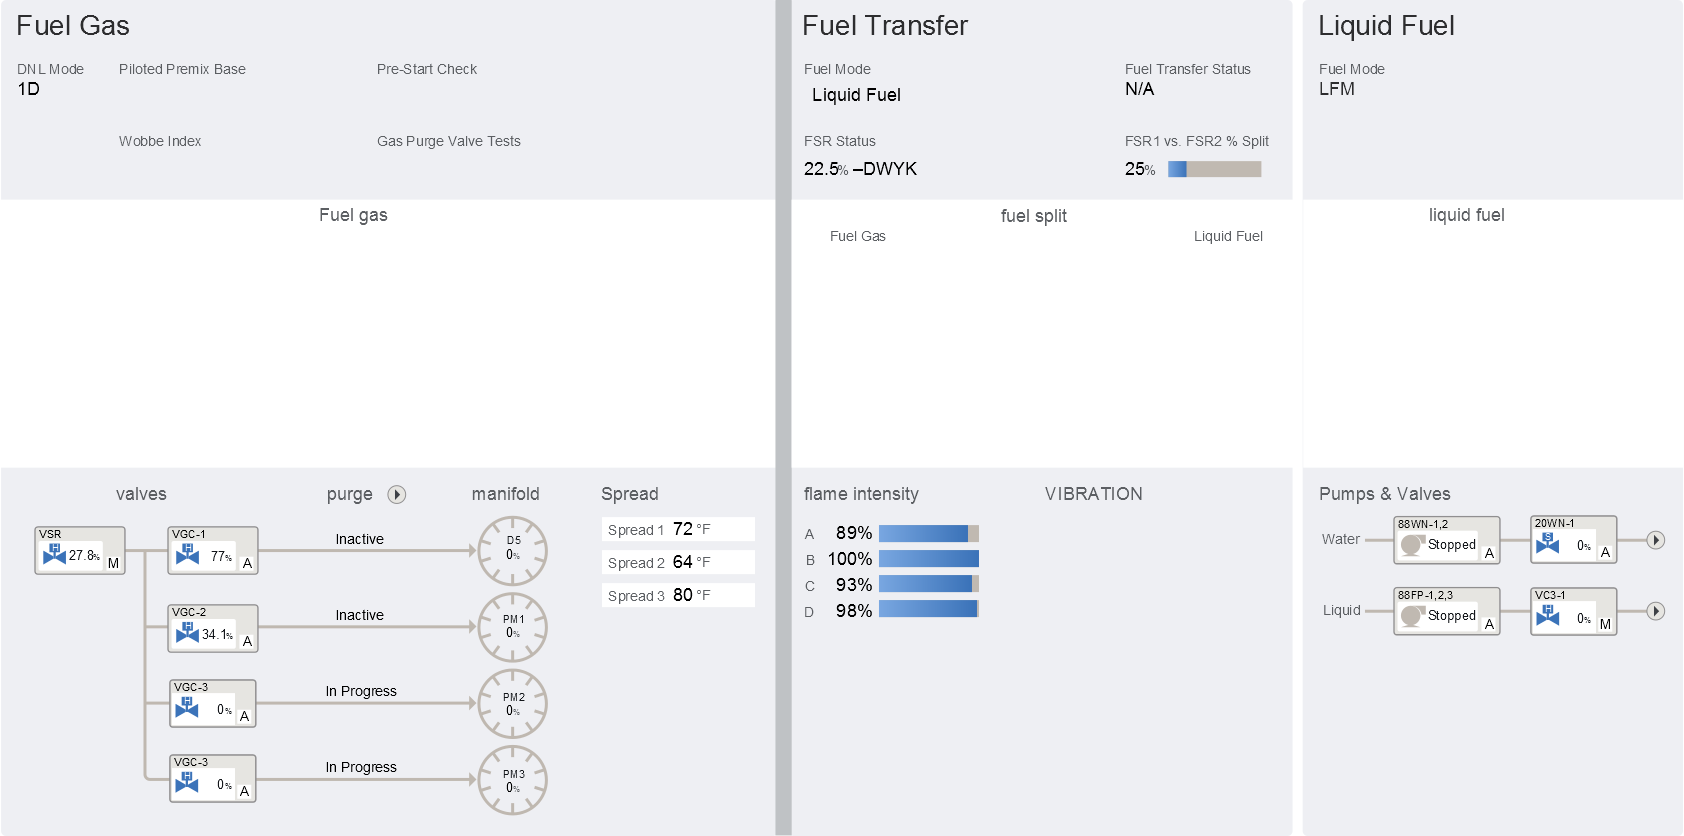 Fuel Gas
DNL Mode
1D
Piloted Premix Base
Pre-Start Check
Wobbe Index
Gas Purge Valve Tests
Fuel gas
valves
purge
manifold
Spread
VSR
27.8%
M
VGC-1
77%
A
Inactive
D5
0%
VGC-2
34.1%
A
Inactive
PM1
0%
VGC-3
0%
A
In Progress
PM2
0%
VGC-3
0%
A
In Progress
PM3
0%
Spread 1 72 °F
Spread 2 64 °F
Spread 3 80 °F
Fuel Transfer
Fuel Mode
Liquid Fuel
Fuel Transfer Status
N/A
FSR Status
22.5% –DWYK
FSR1 vs. FSR2 % Split
25%
fuel split
Fuel Gas
Liquid Fuel
flame intensity
A 89%
B 100%
C 93%
D 98%
VIBRATION
Liquid Fuel
Fuel Mode
LFM
liquid fuel
Pumps & Valves
Water
88WN-1,2
Stopped
A
20WN-1
S
0%
A
Liquid
88FP-1,2,3
Stopped
A
VC3-1
H
0%
M